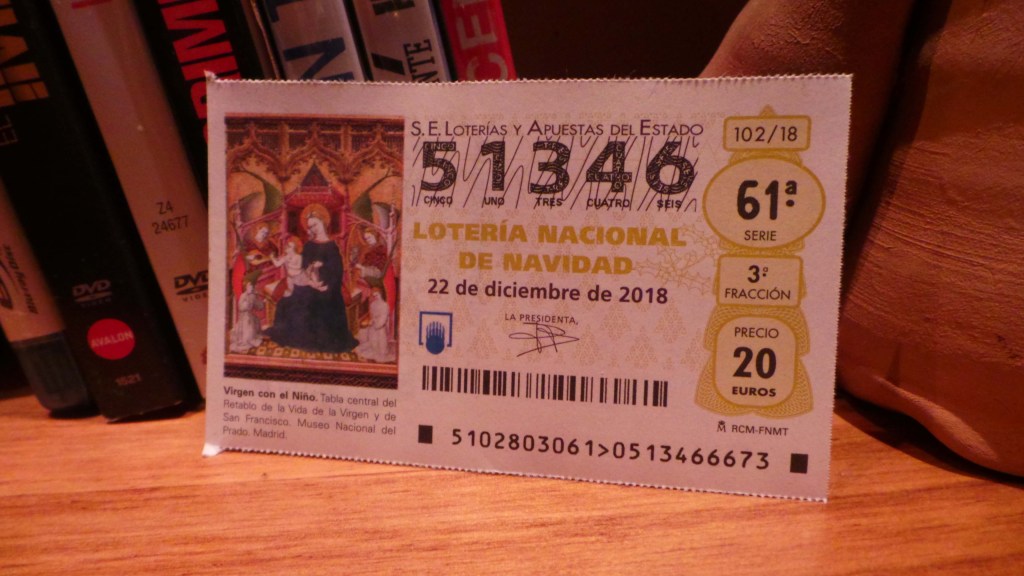 Z4
24677
DVD
VIDEO
DVD
AVALON
1521
S.E. LOTERÍAS Y APUESTAS DEL ESTADO
51346
CINCO UNO TRES CUATRO SEIS
LOTERÍA NACIONAL
DE NAVIDAD
22 de diciembre de 2018
LA PRESIDENTA,
102/18
61ª
SERIE
3ª
FRACCIÓN
PRECIO
20
EUROS
RCM-FNMT
Virgen con el Niño. Tabla central del
Retablo de la Vida de la Virgen y de
San Francisco. Museo Nacional del
Prado. Madrid.
5102803061>0513466673